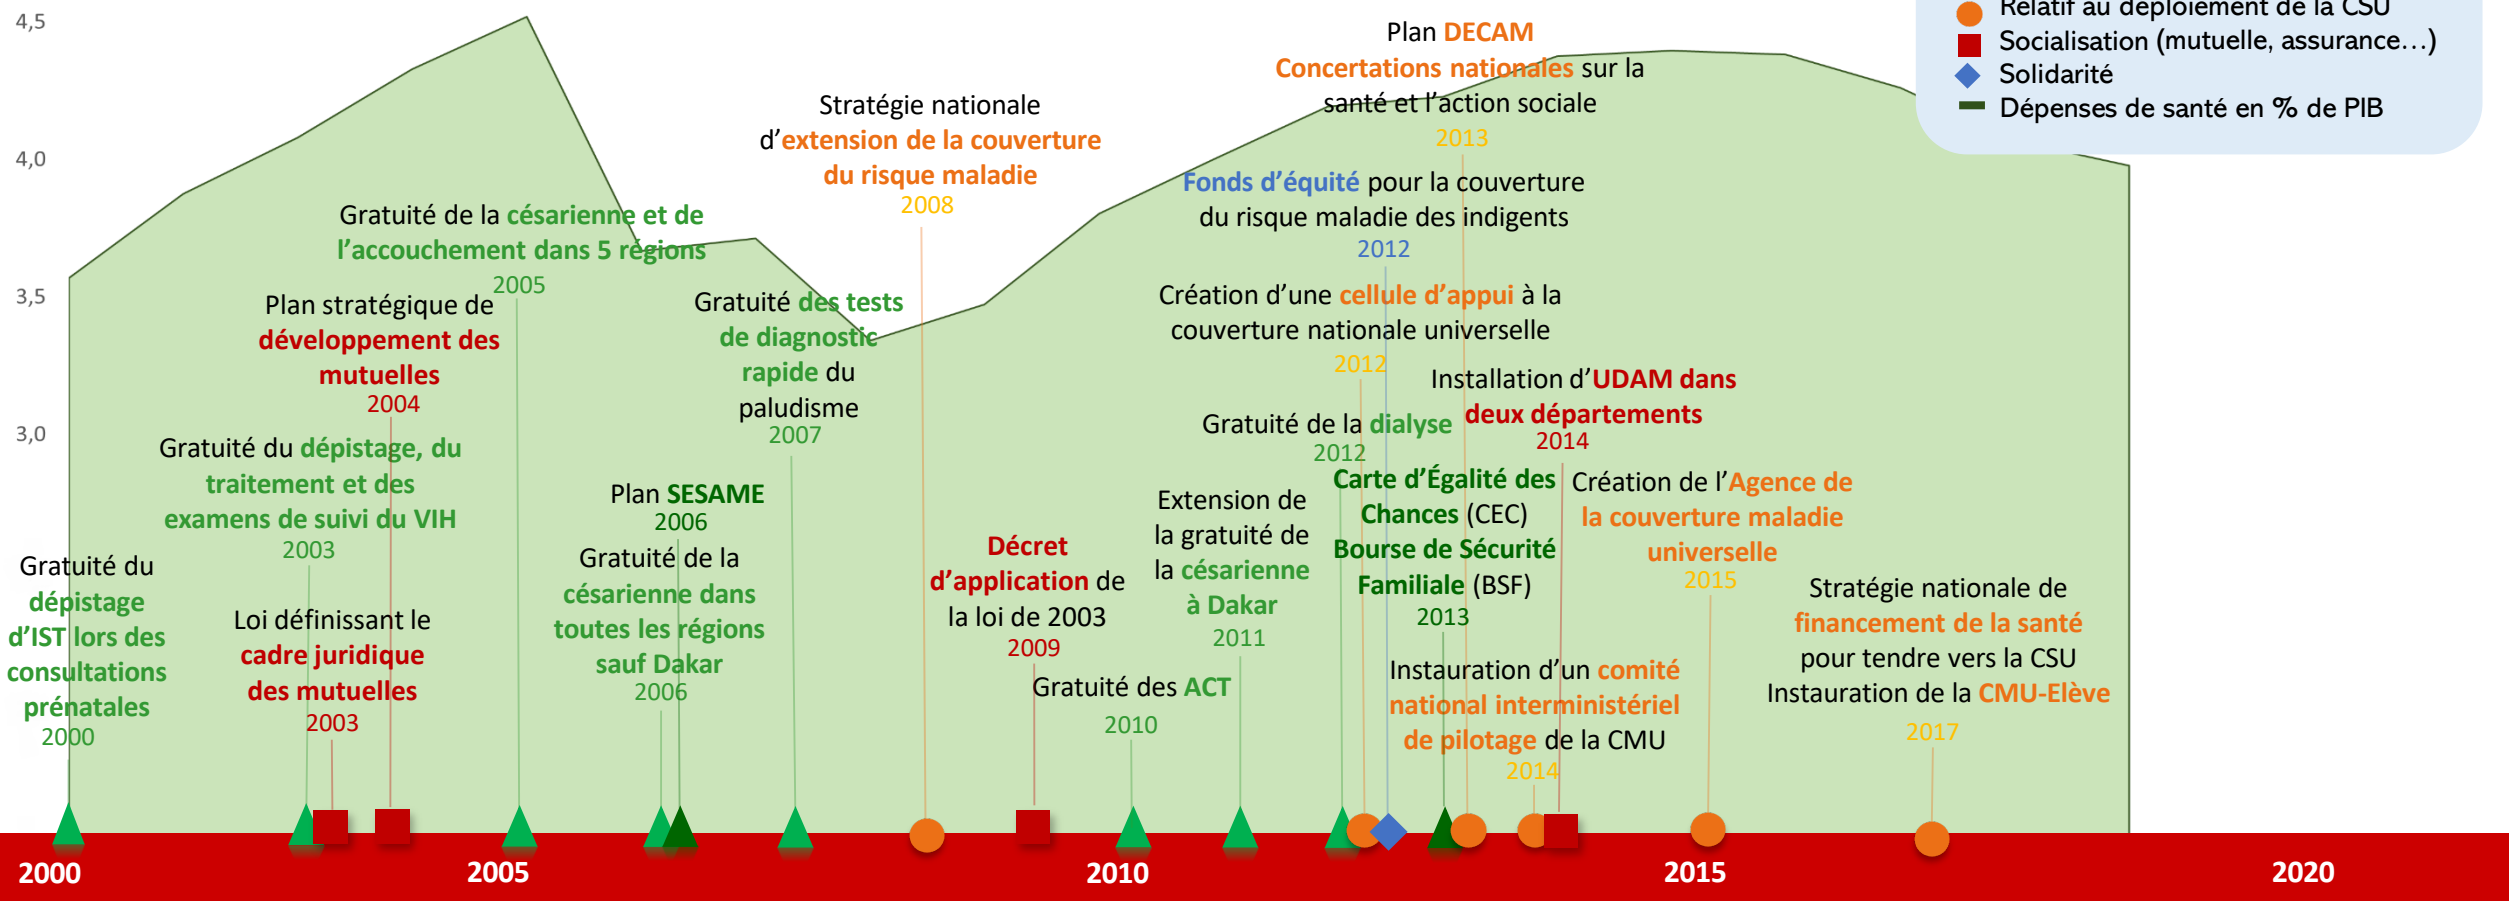 4,5
4,0
3,5
3,0
Relatif au déploiement de la CSU
Socialisation (mutuelle, assurance…)
Solidarité
Dépenses de santé en % de PIB
Gratuité du
dépistage
d’IST lors des
consultations
prénatales
2000
Gratuité du dépistage, du
traitement et des
examens de suivi du VIH
2003
Loi définissant le
cadre juridique
des mutuelles
2003
Plan stratégique de
développement des
mutuelles
2004
Gratuité de la césarienne et de
l’accouchement dans 5 régions
2005
Plan SESAME
2006
Gratuité de la
césarienne dans
toutes les régions
sauf Dakar
2006
Gratuité des tests
de diagnostic
rapide du
paludisme
2007
Stratégie nationale
d’extension de la couverture
du risque maladie
2008
Décret
d’application de
la loi de 2003
2009
Gratuité des ACT
2010
Extension de
la gratuité de
la césarienne
à Dakar
2011
Gratuité de la dialyse
2012
Création d’une cellule d’appui à la
couverture nationale universelle
2012
Fonds d’équité pour la couverture
du risque maladie des indigents
2012
Plan DECAM
Concertations nationales sur la
santé et l’action sociale
2013
Carte d’Égalité des
Chances (CEC)
Bourse de Sécurité
Familiale (BSF)
2013
Installation d’UDAM dans
deux départements
2014
Instauration d’un comité
national interministériel
de pilotage de la CMU
2014
Création de l’Agence de
la couverture maladie
universelle
2015
Stratégie nationale de
financement de la santé
pour tendre vers la CSU
Instauration de la CMU-Elève
2017
2000
2005
2010
2015
2020